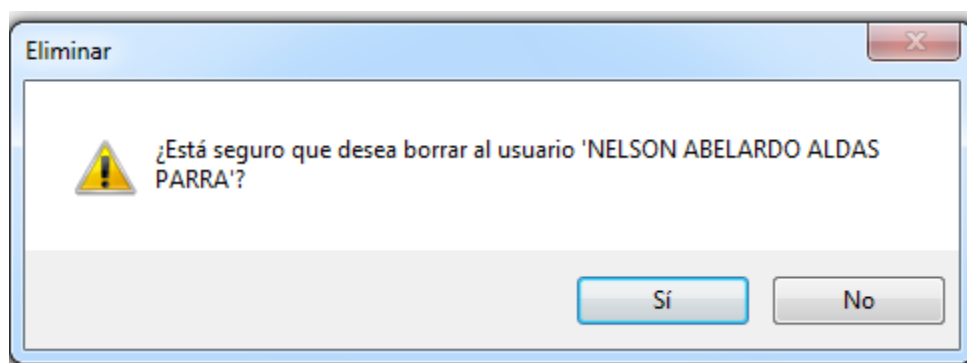 Eliminar
¿Está seguro que desea borrar al usuario 'NELSON ABELARDO ALDAS
PARRA'?
Sí
No